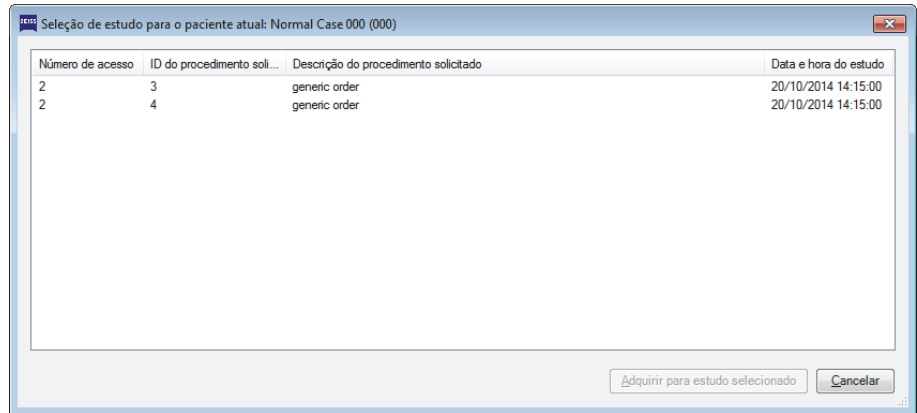 ZEISS Seleção de estudo para o paciente atual: Normal Case 000 (000)
Número de acesso ID do procedimento soli... Descrição do procedimento solicitado Data e hora do estudo
2 3 generic order 20/10/2014 14:15:00
2 4 generic order 20/10/2014 14:15:00
Adquirir para estudo selecionado Cancelar